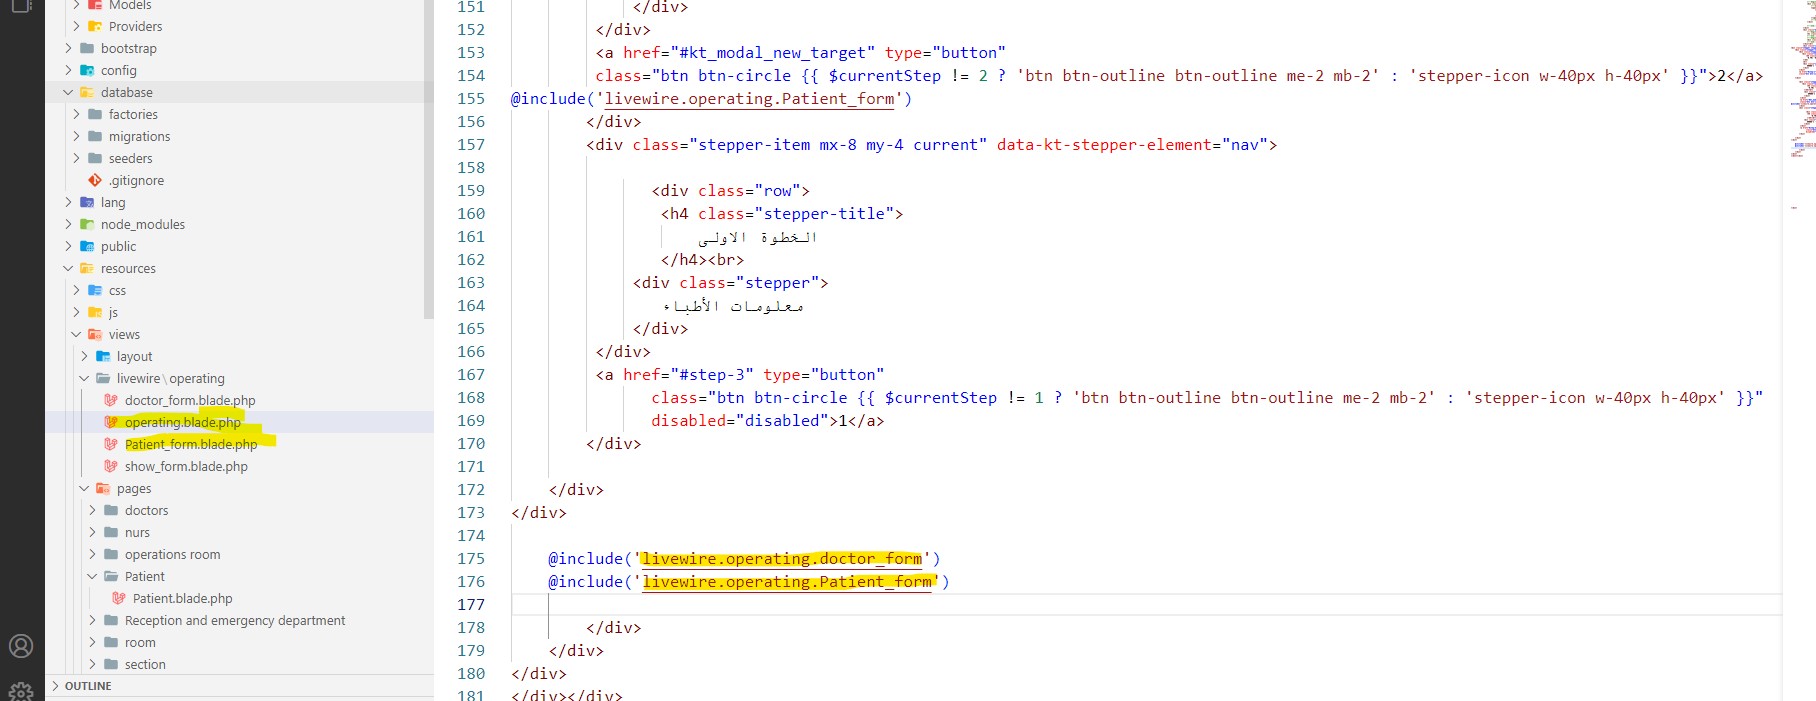 Models
Providers
bootstrap
config
database
factories
migrations
seeders
.gitignore
lang
node_modules
public
resources
css
js
views
layout
livewire\operating
doctor_form.blade.php
operating.blade.php
Patient_form.blade.php
show_form.blade.php
pages
doctors
nurs
operations room
Patient
Patient.blade.php
Reception and emergency department
room
section
OUTLINE
151 </div>
152 </div>
153 <a href="#kt_modal_new_target" type="button"
154 class="btn btn-circle {{ $currentStep != 2 ? 'btn btn-outline btn-outline me-2 mb-2' : 'stepper-icon w-40px h-40px' }}">2</a>
155 @include('livewire.operating.Patient_form')
156 </div>
157 <div class="stepper-item mx-8 my-4 current" data-kt-stepper-element="nav">
158
159 <div class="row">
160 <h4 class="stepper-title">
161 الخطوة الاولى
162 </h4><br>
163 <div class="stepper">
164 معلومات الأطباء
165 </div>
166 </div>
167 <a href="#step-3" type="button"
168 class="btn btn-circle {{ $currentStep != 1 ? 'btn btn-outline btn-outline me-2 mb-2' : 'stepper-icon w-40px h-40px' }}"
169 disabled="disabled">1</a>
170 </div>
171
172 </div>
173 </div>
174
175 @include('livewire.operating.doctor_form')
176 @include('livewire.operating.Patient_form')
177
178 </div>
179 </div>
180 </div>
181 </div></div>